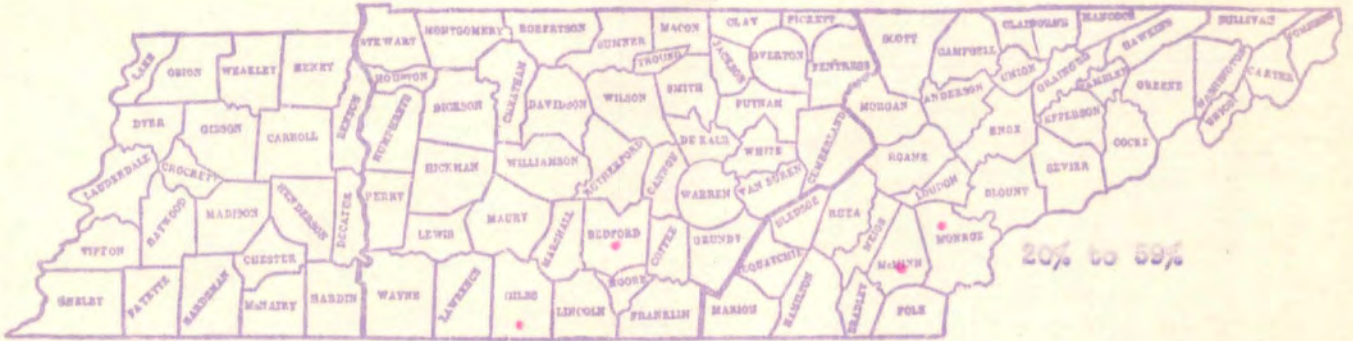 LAKE OBION WEAKLEY HENRY STEWART MONTGOMERY ROBERTSON SUMNER MACON CLAY PICKETT SCOTT CAMPBELL CLAIBORNE HANCOCK HAWKINS SULLIVAN
TROUSD JACKSON OVERTON FENTRESS UNION GRAINGER HAMBLEN GREENE WASHINGTON CARTER
HOUSTON DICKSON CHEATHAM DAVIDSON WILSON SMITH PUTNAM MORGAN ANDERSON
DYER GIBSON CARROLL BENTON HUMPHREYS KNOX JEFFERSON COCKE
LAUDERDALE CROCKETT HICKMAN WILLIAMSON RUTHERFORD CANNON DE KALB WHITE CUMBERLAND ROANE LOUDON BLOUNT SEVIER
HAYWOOD MADISON HENDERSON DECATUR PERRY WARREN VAN BUREN
TIPTON CHESTER LEWIS MAURY MARSHALL BEDFORD COFFEE GRUNDY BLEDSOE MEIGS MONROE
SHELBY FAYETTE HARDEMAN McNAIRY HARDIN WAYNE LAWRENCE GILES LINCOLN MOORE FRANKLIN MARION SEQUATCHIE HAMILTON BRADLEY McMINN POLK
20% to 59%